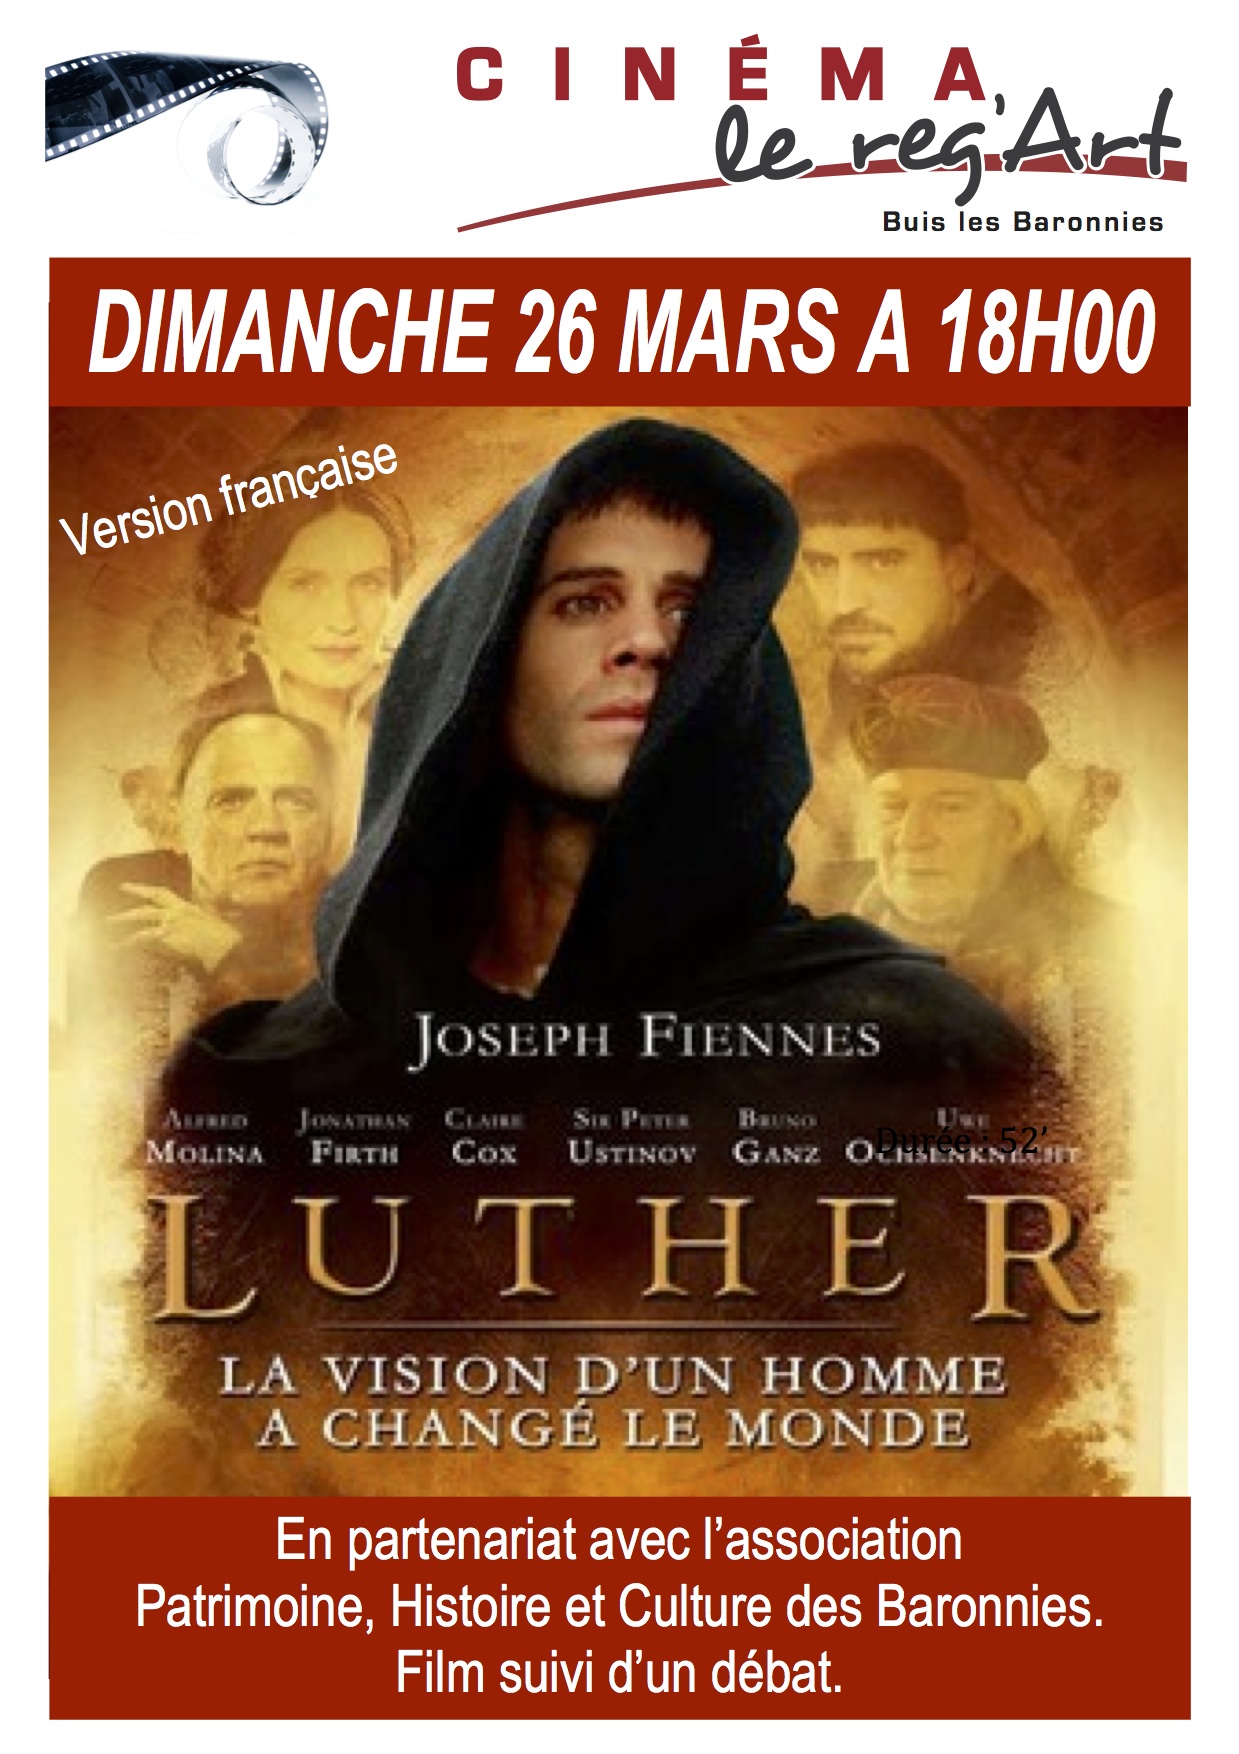 CINÉMA
le reg'Art
Buis les Baronnies
DIMANCHE 26 MARS A 18H00
Version française
JOSEPH FIENNES
ALFRED MOLINA JONATHAN FIRTH CLAIRE COX SIR PETER USTINOV BRUNO GANZ UWE OCHSENKNECHT
Durée : 52’
LUTHER
LA VISION D’UN HOMME
A CHANGÉ LE MONDE
En partenariat avec l’association
Patrimoine, Histoire et Culture des Baronnies.
Film suivi d’un débat.